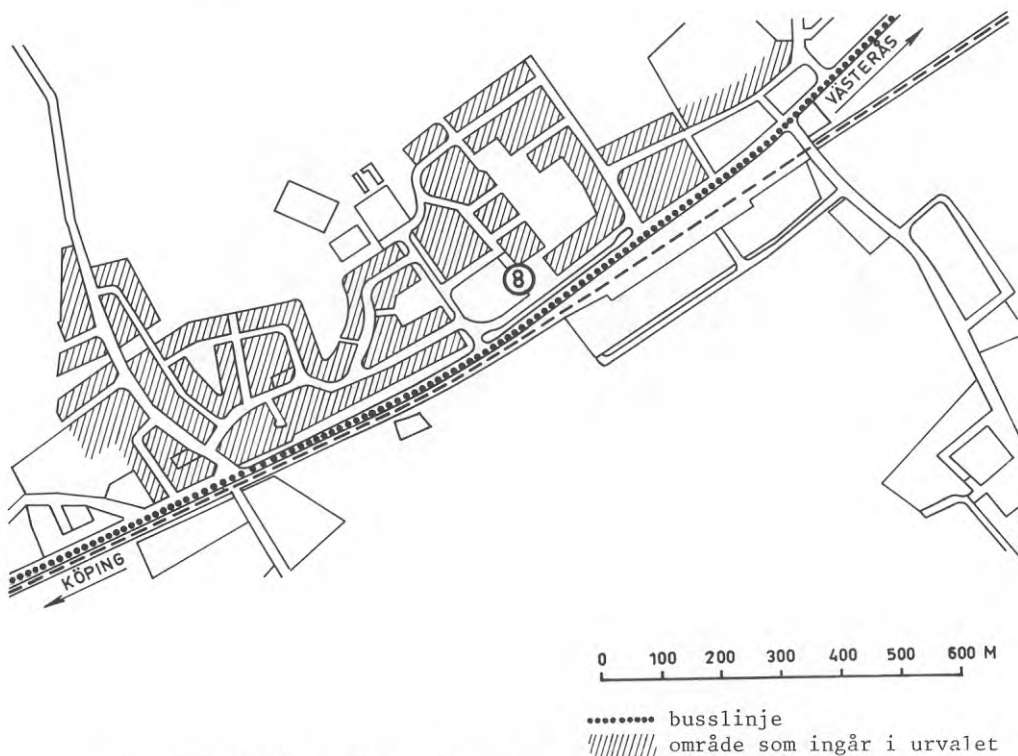 VÄSTERÅS
8
KÖPING
0 100 200 300 400 500 600 M
busslinje
område som ingår i urvalet